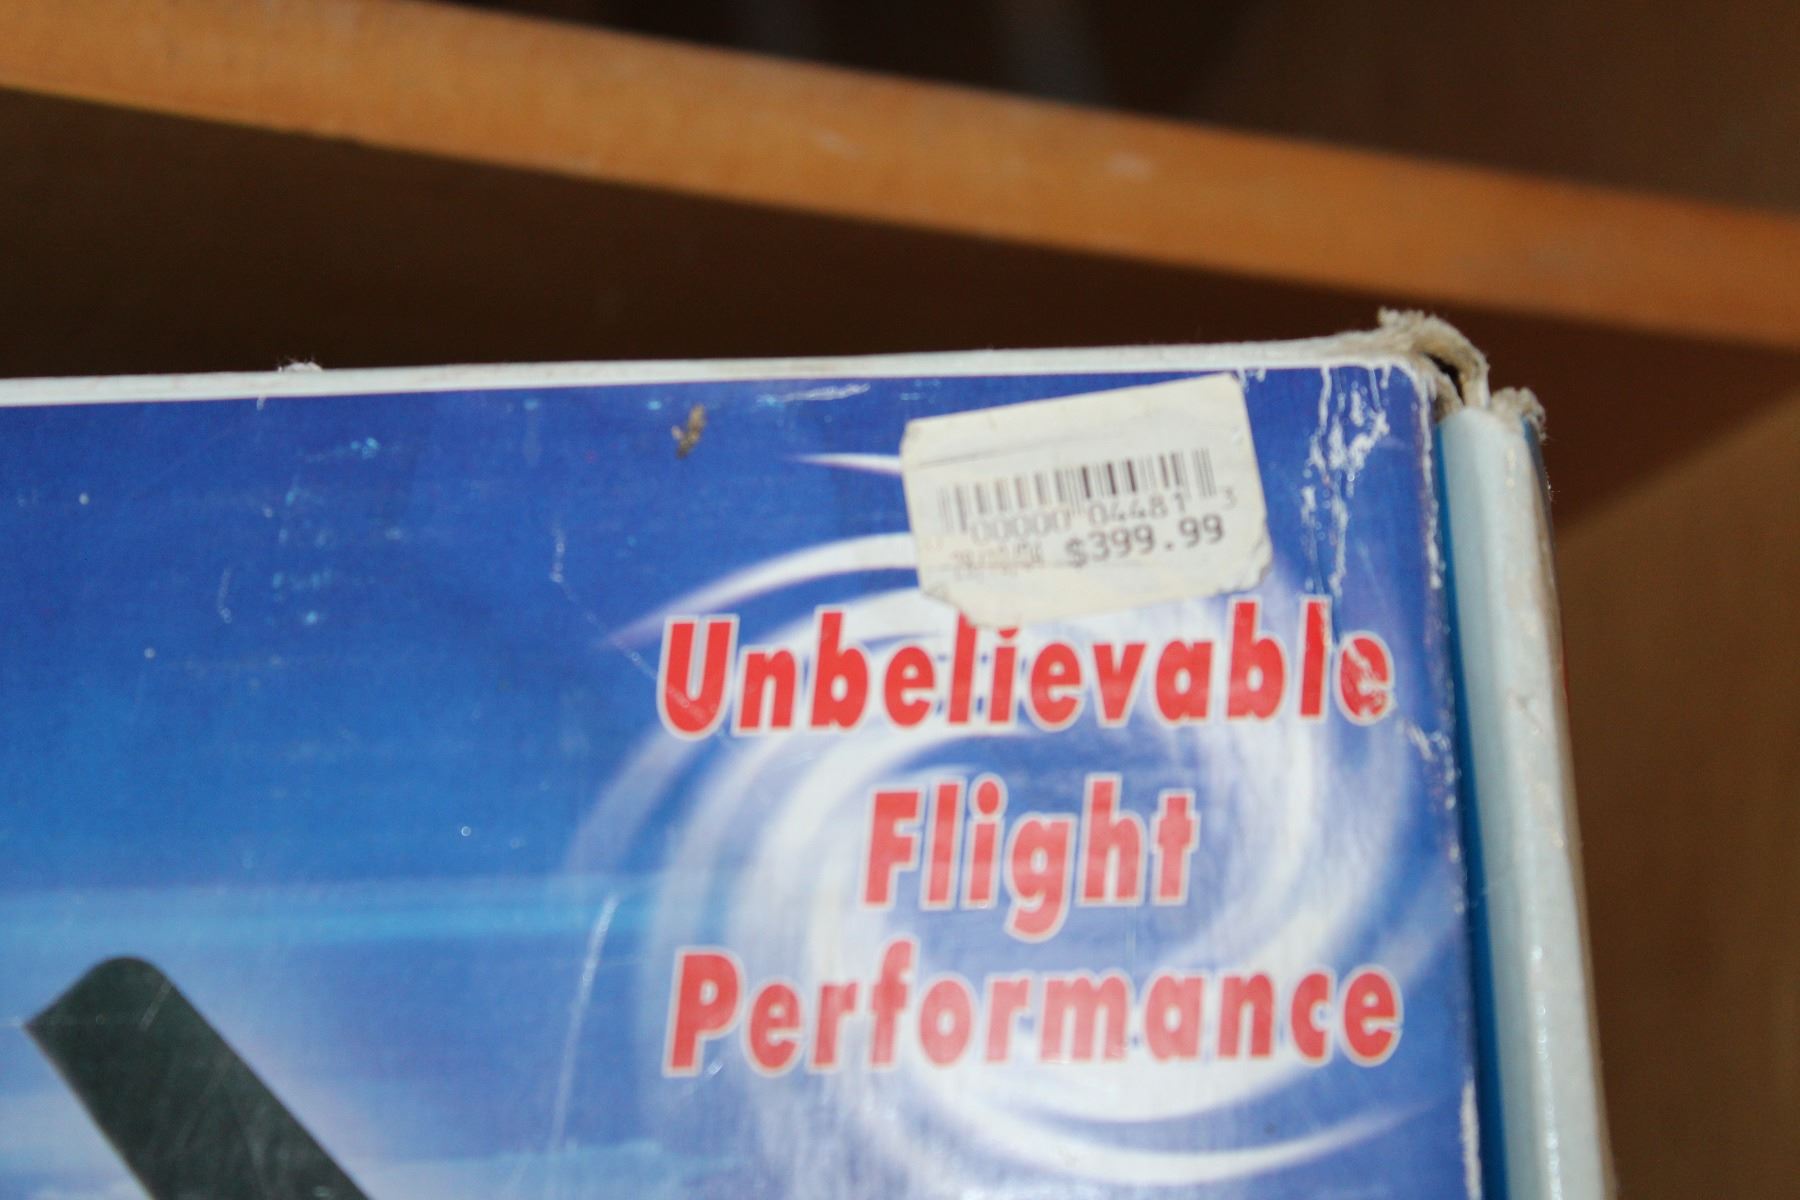 00000 04481 3
$399.99
Unbelievable
Flight
Performance